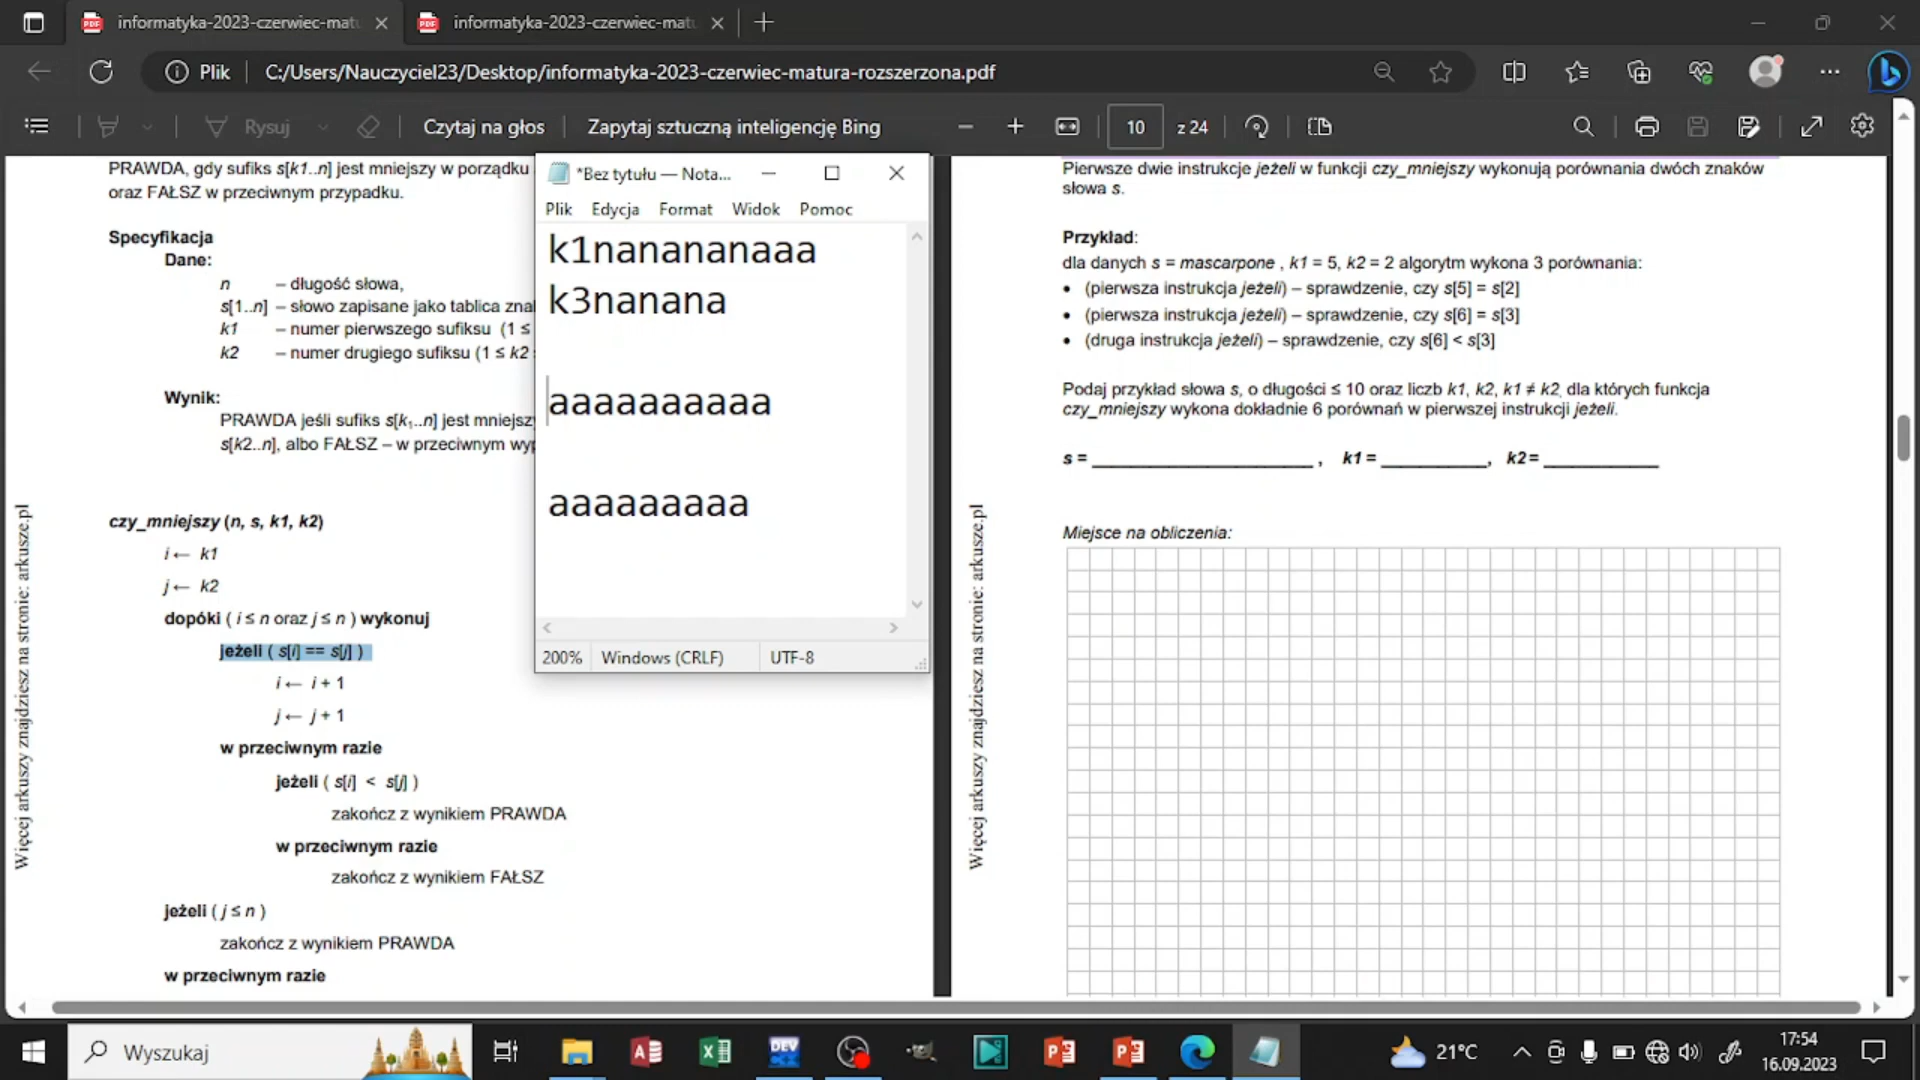 informatyka-2023-czerwiec-matu
informatyka-2023-czerwiec-matu
Plik
C:/Users/Nauczyciel23/Desktop/informatyka-2023-czerwiec-matura-rozszerzona.pdf
Rysuj
Czytaj na głos
Zapytaj sztuczną inteligencję Bing
10
z 24
PRAWDA, gdy sufiks s[k1..n] jest mniejszy w porządku
oraz FAŁSZ w przeciwnym przypadku.
Specyfikacja
Dane:
n – długość słowa,
s[1..n] – słowo zapisane jako tablica zna
k1 – numer pierwszego sufiksu (1 ≤
k2 – numer drugiego sufiksu (1 ≤ k2
Wynik:
PRAWDA jeśli sufiks s[k₁..n] jest mniejsz
s[k2..n], albo FAŁSZ – w przeciwnym wyp
czy_mniejszy (n, s, k1, k2)
i ← k1
j ← k2
dopóki ( i ≤ n oraz j ≤ n ) wykonuj
jeżeli ( s[i] == s[j] )
i ← i + 1
j ← j + 1
w przeciwnym razie
jeżeli ( s[i] < s[j] )
zakończ z wynikiem PRAWDA
w przeciwnym razie
zakończ z wynikiem FAŁSZ
jeżeli ( j ≤ n )
zakończ z wynikiem PRAWDA
w przeciwnym razie
Więcej arkuszy znajdziesz na stronie: arkusze.pl
*Bez tytułu — Nota...
Plik Edycja Format Widok Pomoc
k1nanananaaa
k3nanana
aaaaaaaaaa
aaaaaaaaa
200% Windows (CRLF) UTF-8
Pierwsze dwie instrukcje jeżeli w funkcji czy_mniejszy wykonują porównania dwóch znaków
słowa s.
Przykład:
dla danych s = mascarpone , k1 = 5, k2 = 2 algorytm wykona 3 porównania:
• (pierwsza instrukcja jeżeli) – sprawdzenie, czy s[5] = s[2]
• (pierwsza instrukcja jeżeli) – sprawdzenie, czy s[6] = s[3]
• (druga instrukcja jeżeli) – sprawdzenie, czy s[6] < s[3]
Podaj przykład słowa s, o długości ≤ 10 oraz liczb k1, k2, k1 ≠ k2, dla których funkcja
czy_mniejszy wykona dokładnie 6 porównań w pierwszej instrukcji jeżeli.
s = ____________________ , k1 = __________, k2= __________
Miejsce na obliczenia:
Więcej arkuszy znajdziesz na stronie: arkusze.pl
Wyszukaj
DEV
21°C
17:54
16.09.2023